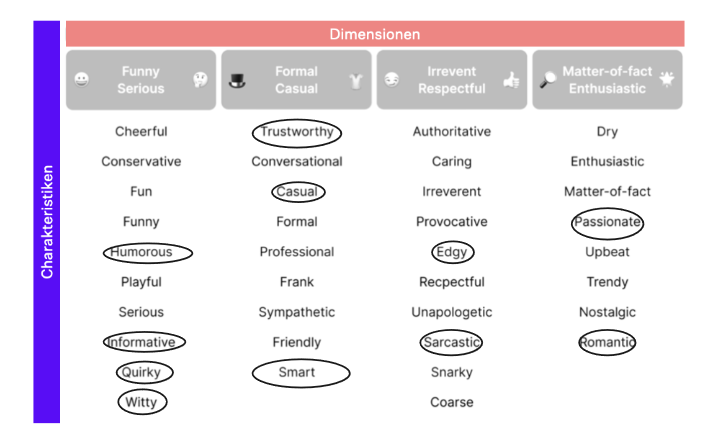 Dimensionen
Charakteristiken
Funny
Serious
Formal
Casual
Irrevent
Respectful
Matter-of-fact
Enthusiastic
Cheerful
Trustworthy
Authoritative
Dry
Conservative
Conversational
Caring
Enthusiastic
Fun
Casual
Irreverent
Matter-of-fact
Funny
Formal
Provocative
Passionate
Humorous
Professional
Edgy
Upbeat
Playful
Frank
Recpectful
Trendy
Serious
Sympathetic
Unapologetic
Nostalgic
Informative
Friendly
Sarcastic
Romantic
Quirky
Smart
Snarky
Witty
Coarse